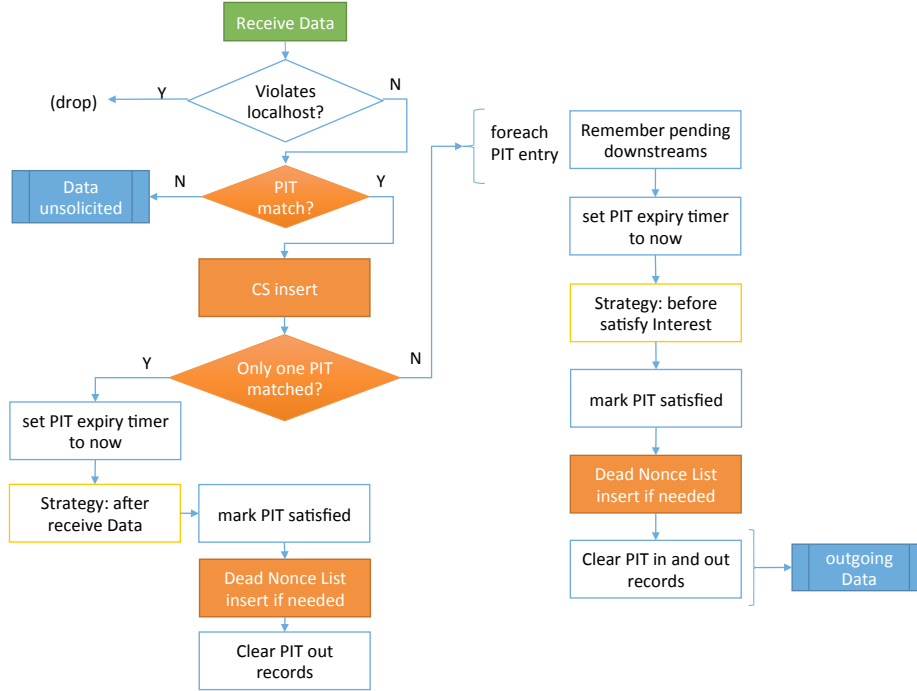 Receive Data
Violates
localhost?
Y
N
(drop)
PIT
match?
N
Y
Data
unsolicited
CS insert
Only one PIT
matched?
Y
N
set PIT expiry timer
to now
Strategy: after
receive Data
mark PIT satisfied
Dead Nonce List
insert if needed
Clear PIT out
records
foreach
PIT entry
Remember pending
downstreams
set PIT expiry timer
to now
Strategy: before
satisfy Interest
mark PIT satisfied
Dead Nonce List
insert if needed
Clear PIT in and out
records
outgoing
Data